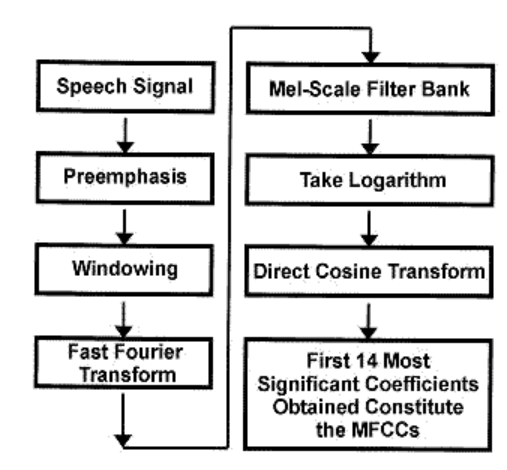 Speech Signal
Preemphasis
Windowing
Fast Fourier
Transform
Mel-Scale Filter Bank
Take Logarithm
Direct Cosine Transform
First 14 Most
Significant Coefficients
Obtained Constitute
the MFCCs